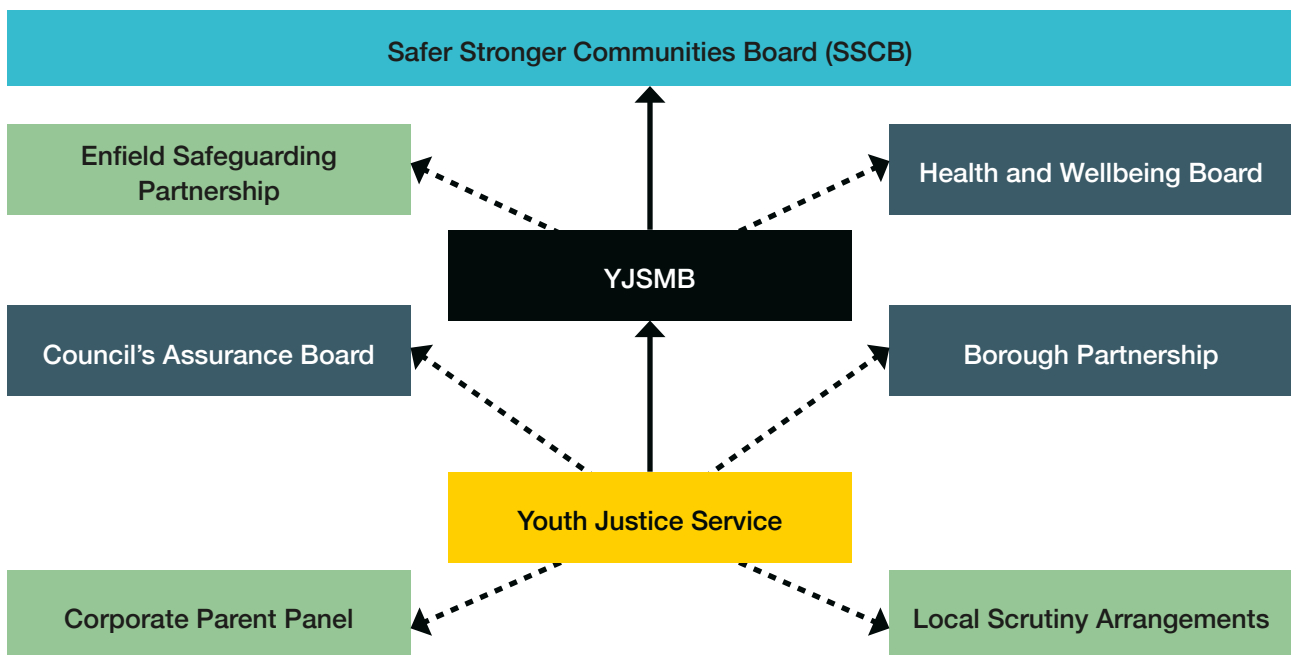 Safer Stronger Communities Board (SSCB)
Enfield Safeguarding
Partnership
Health and Wellbeing Board
YJSMB
Council's Assurance Board
Borough Partnership
Youth Justice Service
Corporate Parent Panel
Local Scrutiny Arrangements